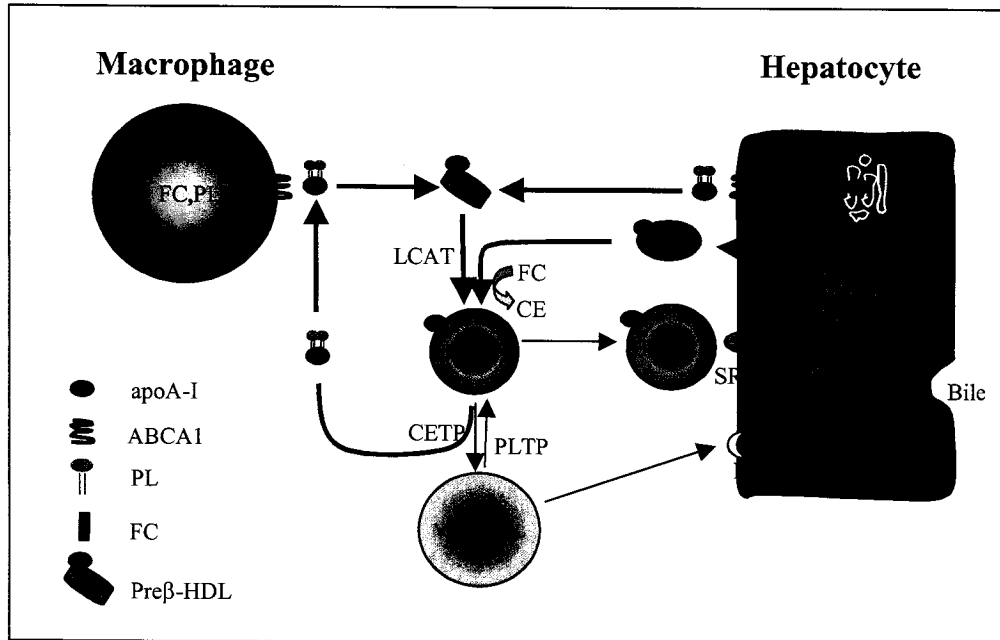 Macrophage
Hepatocyte
FC,PL
LCAT
FC
CE
SR
CETP
PLTP
Bile
apoA-I
ABCA1
PL
FC
Preβ-HDL